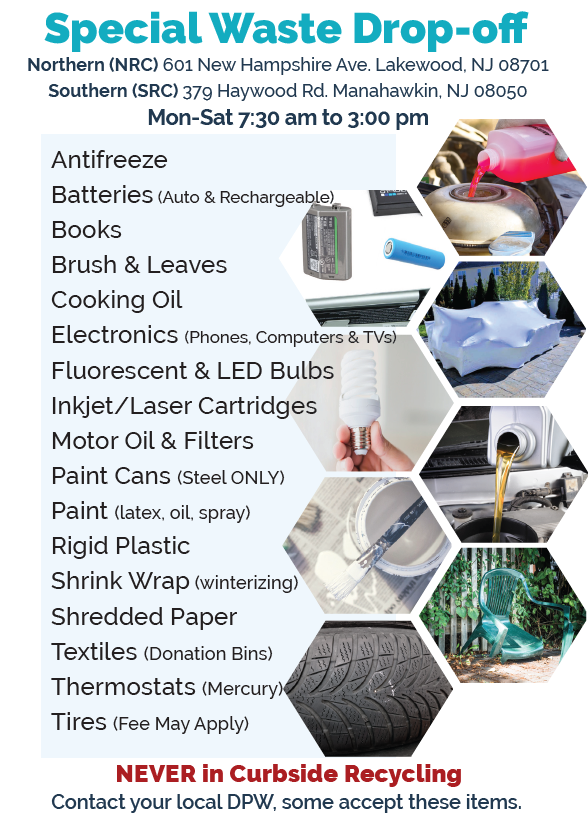 Special Waste Drop-off
Northern (NRC) 601 New Hampshire Ave. Lakewood, NJ 08701
Southern (SRC) 379 Haywood Rd. Manahawkin, NJ 08050
Mon-Sat 7:30 am to 3:00 pm
Antifreeze
Batteries (Auto & Rechargeable)
Books
Brush & Leaves
Cooking Oil
Electronics (Phones, Computers & TVs)
Fluorescent & LED Bulbs
Inkjet/Laser Cartridges
Motor Oil & Filters
Paint Cans (Steel ONLY)
Paint (latex, oil, spray)
Rigid Plastic
Shrink Wrap (winterizing)
Shredded Paper
Textiles (Donation Bins)
Thermostats (Mercury)
Tires (Fee May Apply)
NEVER in Curbside Recycling
Contact your local DPW, some accept these items.